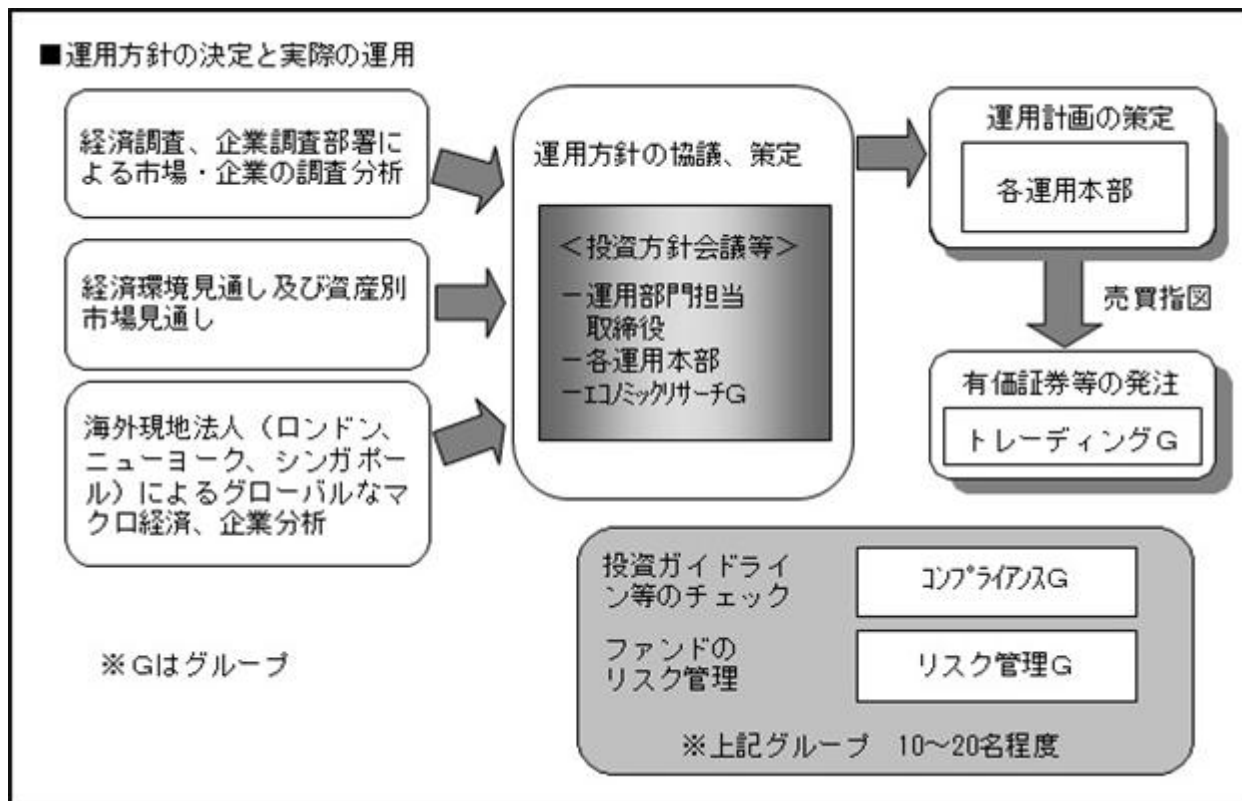 ■運用方針の決定と実際の運用
経済調査、企業調査部署に
よる市場・企業の調査分析
経済環境見通し及び資産別
市場見通し
海外現地法人（ロンドン、
ニューヨーク、シンガポー
ル）によるグローバルなマ
クロ経済、企業分析
※Gはグループ
運用方針の協議、策定
＜投資方針会議等＞
－運用部門担当
取締役
－各運用本部
－ｴｺﾉﾐｯｸﾘｻｰﾁG
運用計画の策定
各運用本部
売買指図
有価証券等の発注
トレーディングG
投資ガイドライ
ン等のチェック
ｺﾝﾌﾟﾗｲｱﾝｽG
ファンドの
リスク管理
リスク管理G
※上記グループ　10～20名程度